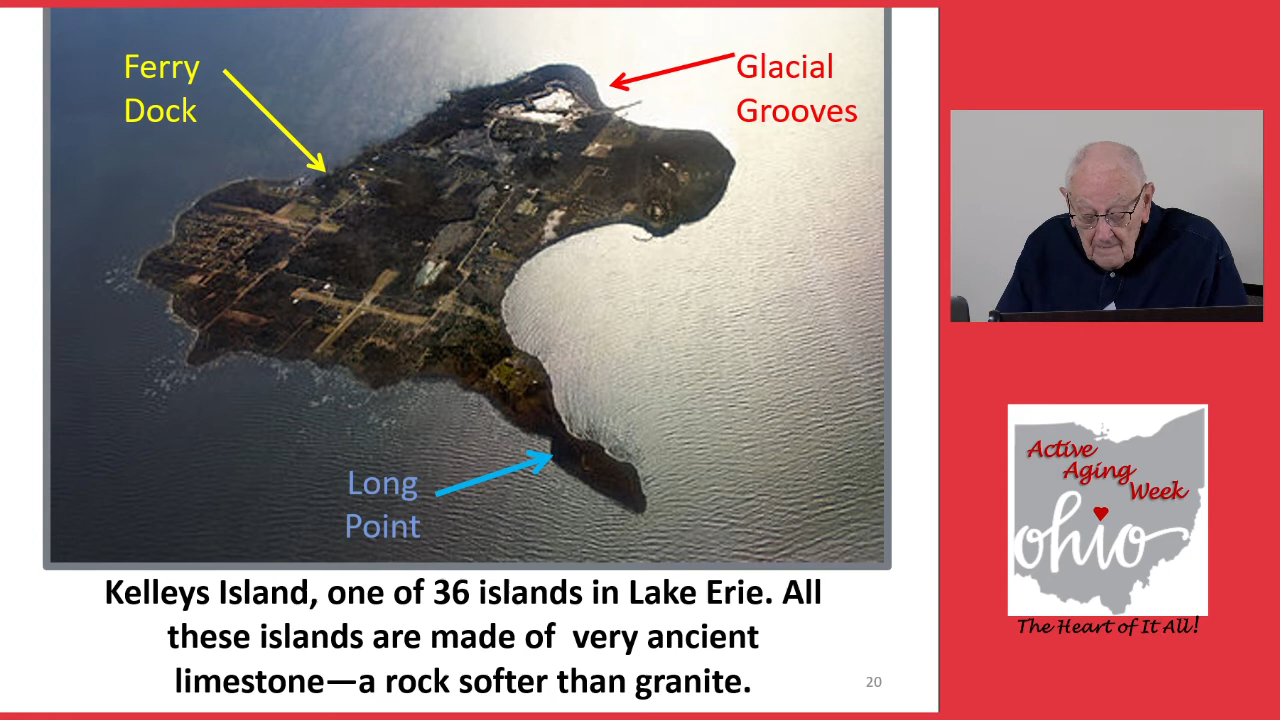 Ferry
Dock
Glacial
Grooves
Long
Point
Kelleys Island, one of 36 islands in Lake Erie. All
these islands are made of very ancient
limestone—a rock softer than granite.
20
Active
Aging
Week
ohio
The Heart of It All!